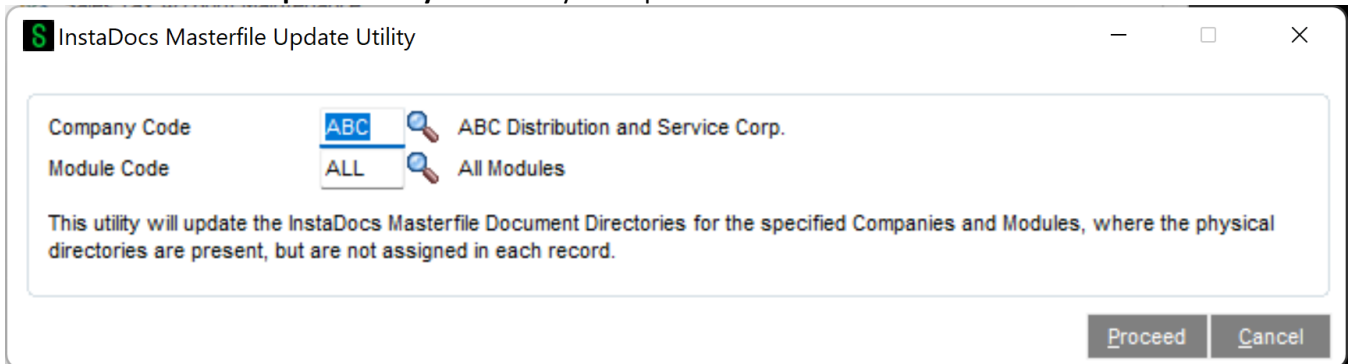 InstaDocs Masterfile Update Utility
Company Code ABC ABC Distribution and Service Corp.
Module Code ALL All Modules
This utility will update the InstaDocs Masterfile Document Directories for the specified Companies and Modules, where the physical
directories are present, but are not assigned in each record.
Proceed Cancel